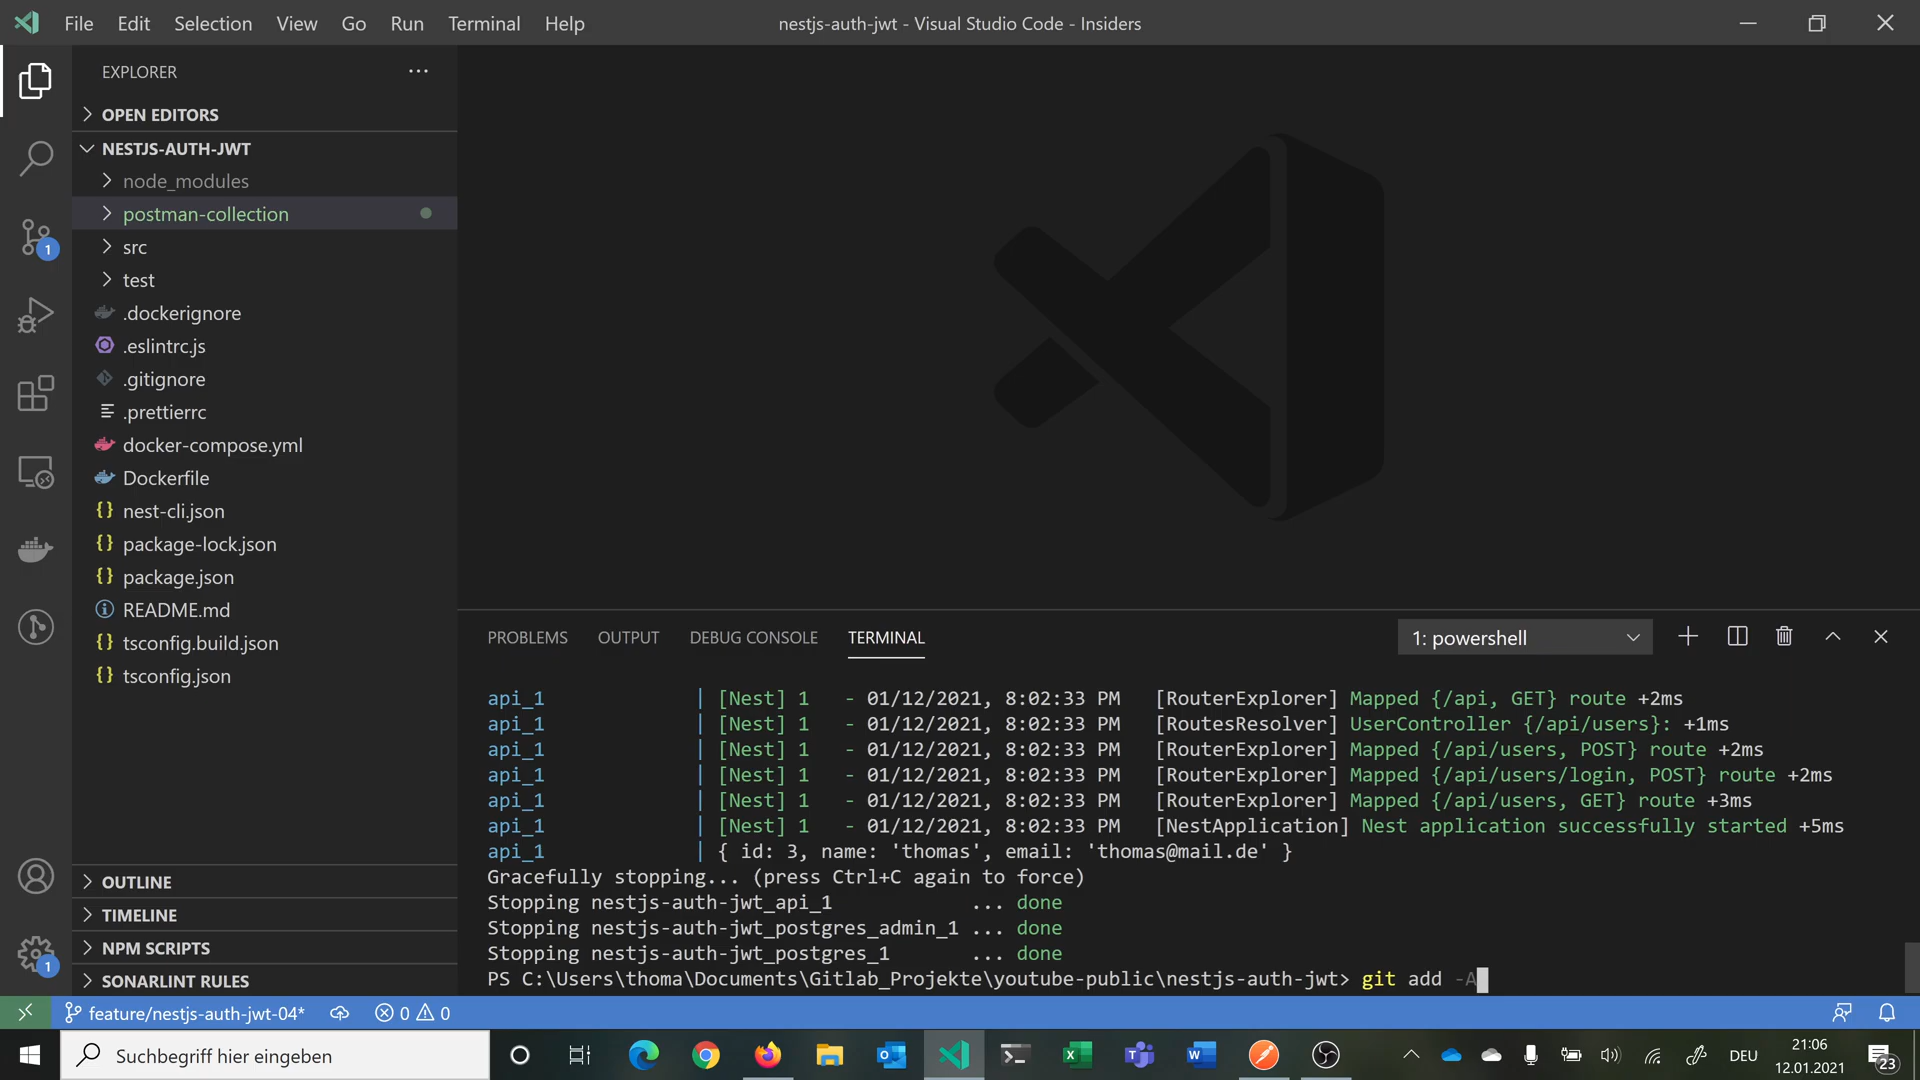 File Edit Selection View Go Run Terminal Help
nestjs-auth-jwt - Visual Studio Code - Insiders
EXPLORER
OPEN EDITORS
NESTJS-AUTH-JWT
node_modules
postman-collection
src
1
test
.dockerignore
.eslintrc.js
.gitignore
.prettierrc
docker-compose.yml
Dockerfile
nest-cli.json
package-lock.json
package.json
README.md
tsconfig.build.json
tsconfig.json
OUTLINE
TIMELINE
NPM SCRIPTS
1
SONARLINT RULES
PROBLEMS OUTPUT DEBUG CONSOLE TERMINAL
1: powershell
api_1 | [Nest] 1 - 01/12/2021, 8:02:33 PM [RouterExplorer] Mapped {/api, GET} route +2ms
api_1 | [Nest] 1 - 01/12/2021, 8:02:33 PM [RoutesResolver] UserController {/api/users}: +1ms
api_1 | [Nest] 1 - 01/12/2021, 8:02:33 PM [RouterExplorer] Mapped {/api/users, POST} route +2ms
api_1 | [Nest] 1 - 01/12/2021, 8:02:33 PM [RouterExplorer] Mapped {/api/users/login, POST} route +2ms
api_1 | [Nest] 1 - 01/12/2021, 8:02:33 PM [RouterExplorer] Mapped {/api/users, GET} route +3ms
api_1 | [Nest] 1 - 01/12/2021, 8:02:33 PM [NestApplication] Nest application successfully started +5ms
api_1 | { id: 3, name: 'thomas', email: 'thomas@mail.de' }
Gracefully stopping... (press Ctrl+C again to force)
Stopping nestjs-auth-jwt_api_1 ... done
Stopping nestjs-auth-jwt_postgres_admin_1 ... done
Stopping nestjs-auth-jwt_postgres_1 ... done
PS C:\Users\thoma\Documents\Gitlab_Projekte\youtube-public\nestjs-auth-jwt> git add -A
feature/nestjs-auth-jwt-04* 0 0
Suchbegriff hier eingeben
DEU
21:06
12.01.2021
23